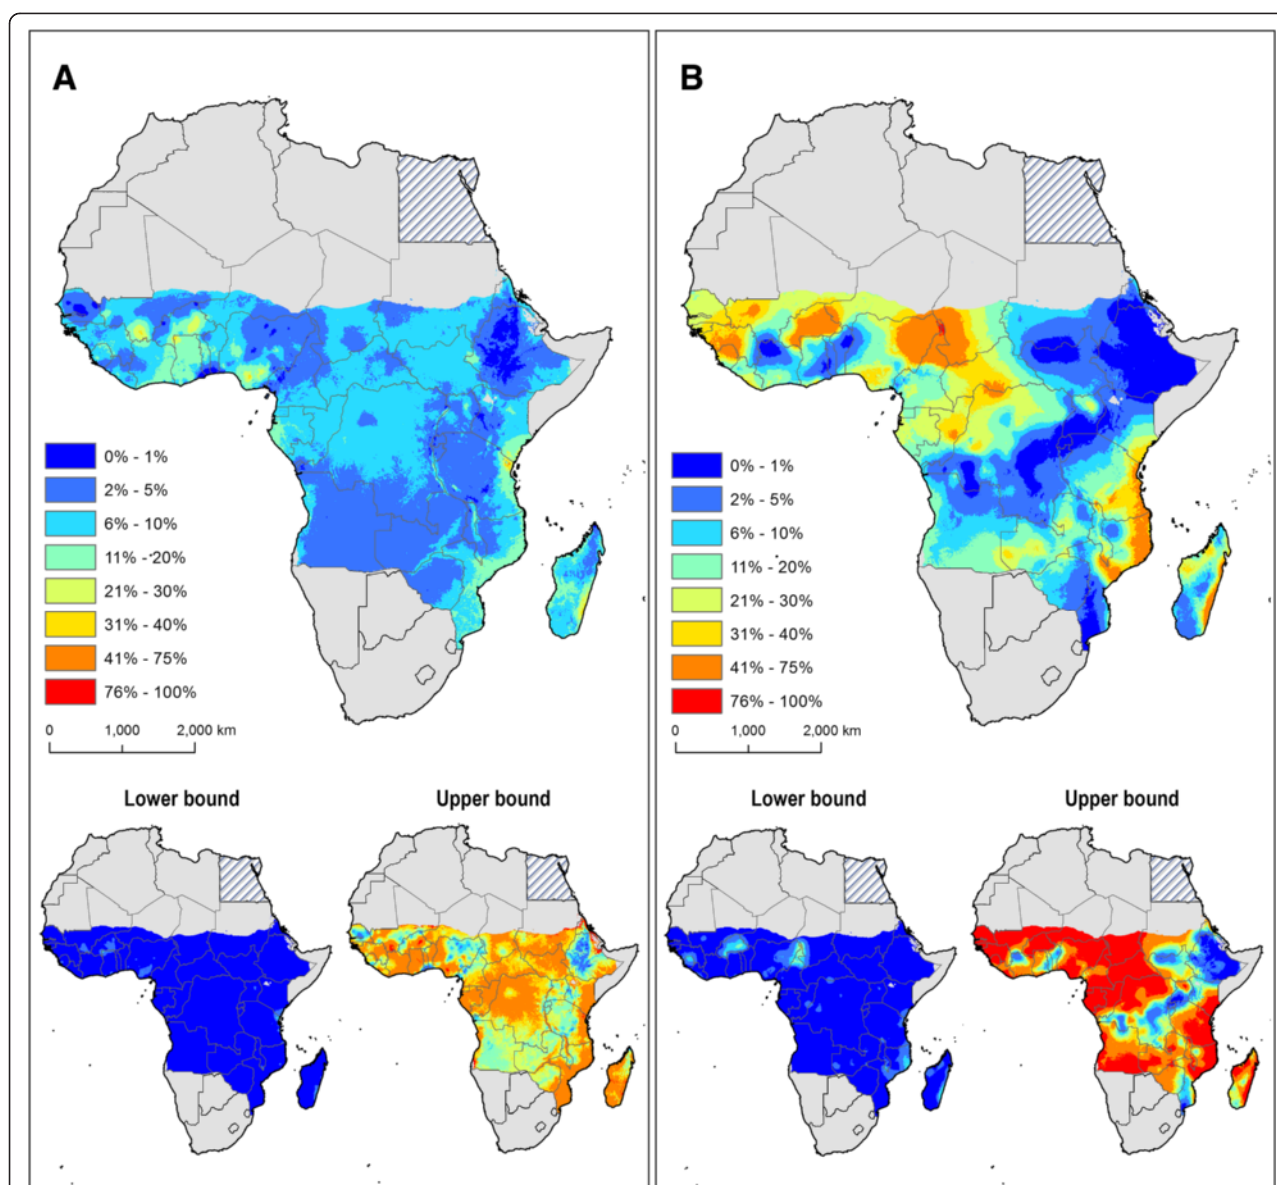 A
0% - 1%
2% - 5%
6% - 10%
11% - 20%
21% - 30%
31% - 40%
41% - 75%
76% - 100%
0 1,000 2,000 km
Lower bound Upper bound
B
0% - 1%
2% - 5%
6% - 10%
11% - 20%
21% - 30%
31% - 40%
41% - 75%
76% - 100%
0 1,000 2,000 km
Lower bound Upper bound